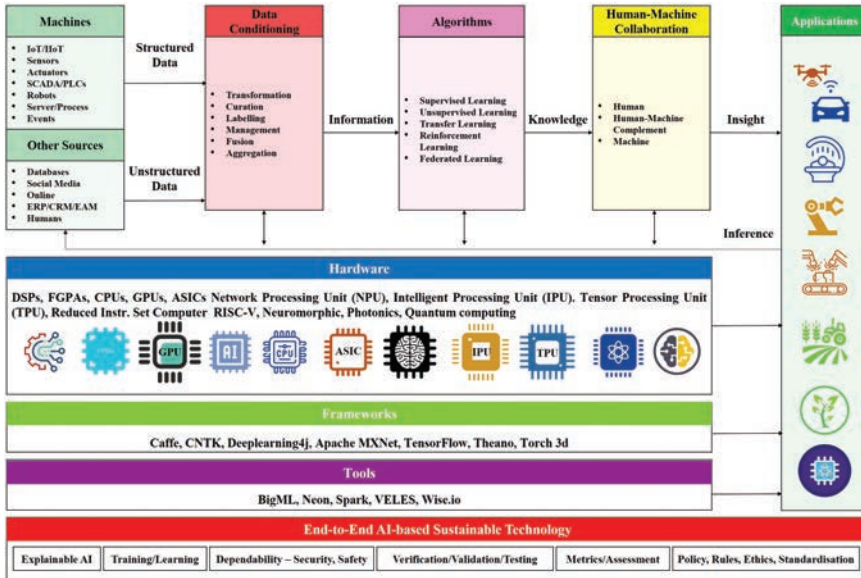 Machines
IoT/IIoT
Sensors
Actuators
SCADA/PLCs
Robots
Server/Process
Events
Other Sources
Databases
Social Media
Online
ERP/CRM/EAM
Humans
Structured
Data
Unstructured
Data
Data
Conditioning
Transformation
Curation
Labelling
Management
Fusion
Aggregation
Information
Algorithms
Supervised Learning
Unsupervised Learning
Transfer Learning
Reinforcement
Learning
Federated Learning
Knowledge
Human-Machine
Collaboration
Human
Human-Machine
Complement
Machine
Insight
Inference
Applications
Hardware
DSPs, FGPAs, CPUs, GPUs, ASICs Network Processing Unit (NPU), Intelligent Processing Unit (IPU). Tensor Processing Unit
(TPU), Reduced Instr. Set Computer RISC-V, Neuromorphic, Photonics, Quantum computing
GPU
AI
CPU
ASIC
IPU
TPU
Frameworks
Caffe, CNTK, Deeplearning4j, Apache MXNet, TensorFlow, Theano, Torch 3d
Tools
BigML, Neon, Spark, VELES, Wise.io
End-to-End AI-based Sustainable Technology
Explainable AI
Training/Learning
Dependability – Security, Safety
Verification/Validation/Testing
Metrics/Assessment
Policy, Rules, Ethics, Standardisation